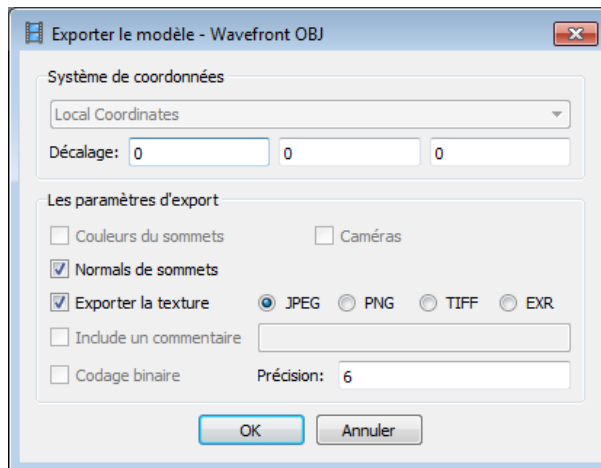 Exporter le modèle - Wavefront OBJ
Système de coordonnées
Local Coordinates
Décalage: 0 0 0
Les paramètres d'export
Couleurs du sommets Caméras
Normals de sommets
Exporter la texture JPEG PNG TIFF EXR
Include un commentaire
Codage binaire Précision: 6
OK Annuler